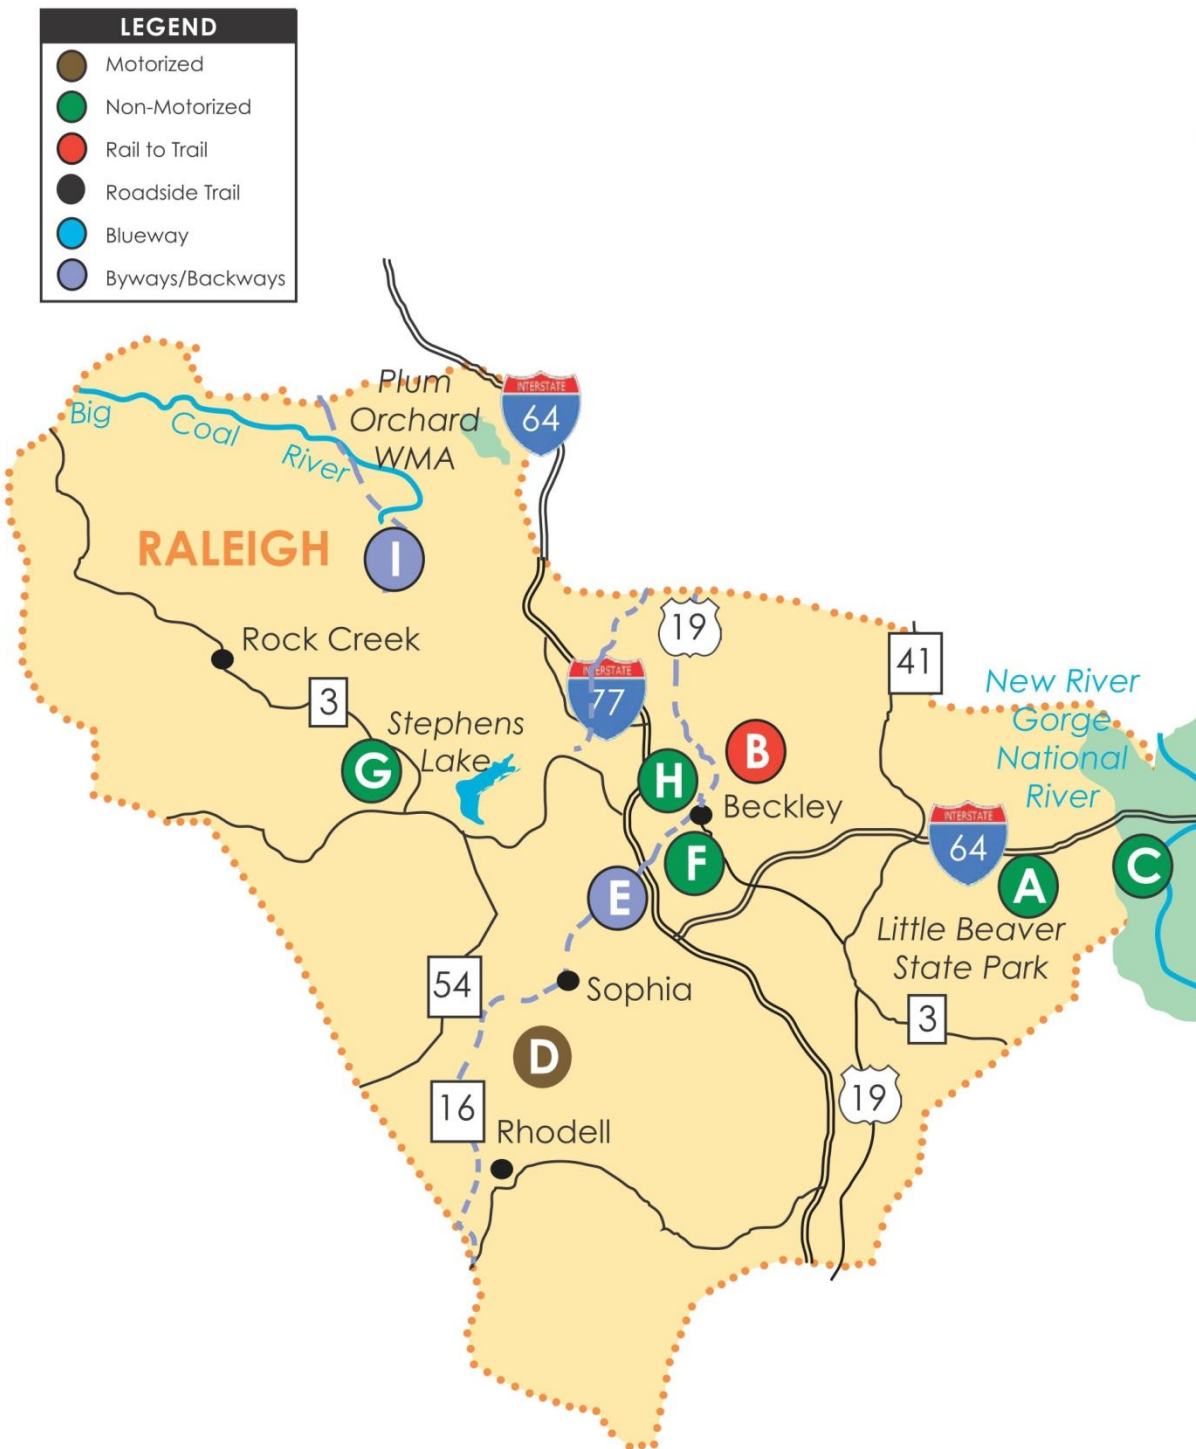 LEGEND
Motorized
Non-Motorized
Rail to Trail
Roadside Trail
Blueway
Byways/Backways
Plum
Orchard
WMA
INTERSTATE
64
Big
Coal
River
RALEIGH
I
Rock Creek
19
41
INTERSTATE
77
3
Stephens
Lake
New River
Gorge
National
River
G
H
B
Beckley
INTERSTATE
64
F
A
C
E
Little Beaver
State Park
54
Sophia
3
D
16
19
Rhodell